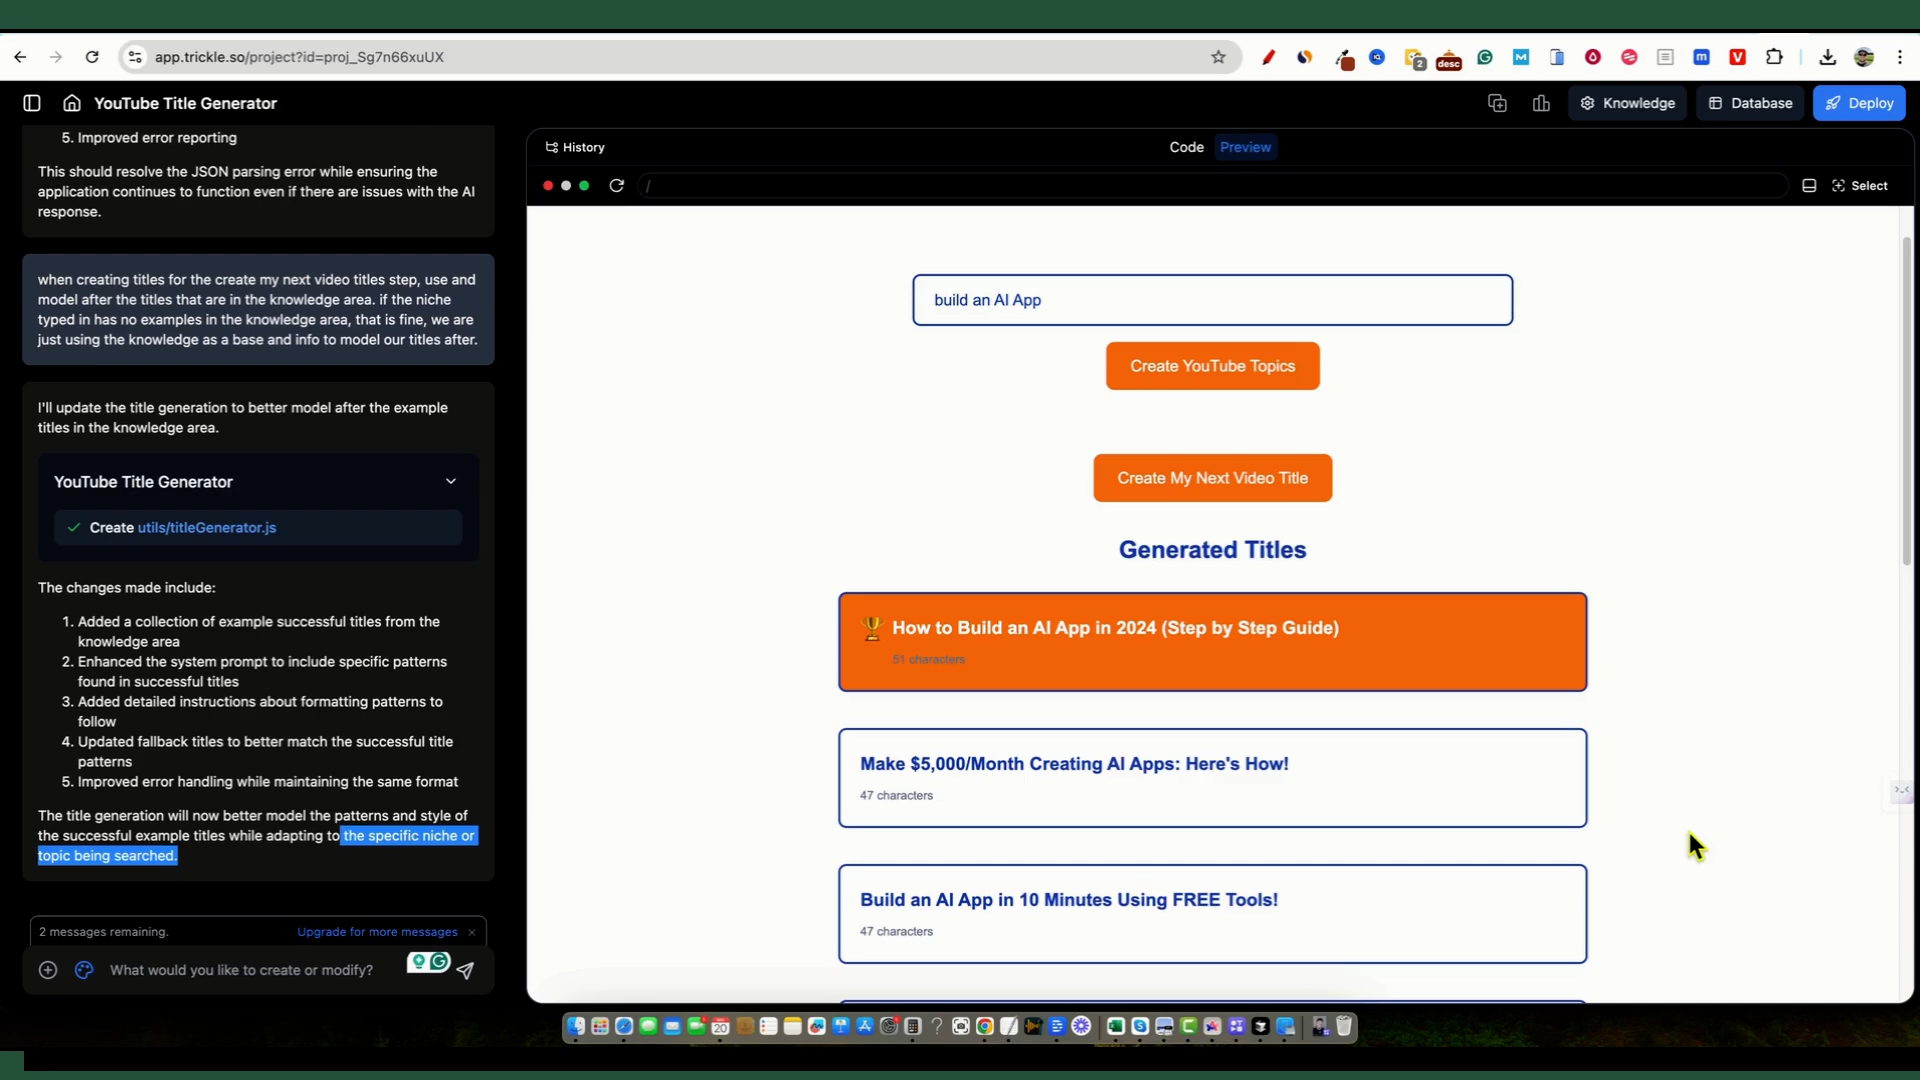 app.trickle.so/project?id=proj_Sg7n66xuUX
2
desc
YouTube Title Generator
Knowledge
Database
Deploy
5. Improved error reporting
This should resolve the JSON parsing error while ensuring the
application continues to function even if there are issues with the AI
response.
when creating titles for the create my next video titles step, use and
model after the titles that are in the knowledge area. if the niche
typed in has no examples in the knowledge area, that is fine, we are
just using the knowledge as a base and info to model our titles after.
I'll update the title generation to better model after the example
titles in the knowledge area.
YouTube Title Generator
Create utils/titleGenerator.js
The changes made include:
1. Added a collection of example successful titles from the
knowledge area
2. Enhanced the system prompt to include specific patterns
found in successful titles
3. Added detailed instructions about formatting patterns to
follow
4. Updated fallback titles to better match the successful title
patterns
5. Improved error handling while maintaining the same format
The title generation will now better model the patterns and style of
the successful example titles while adapting to the specific niche or
topic being searched.
2 messages remaining.
Upgrade for more messages
What would you like to create or modify?
History
Code
Preview
/
Select
build an AI App
Create YouTube Topics
Create My Next Video Title
Generated Titles
How to Build an AI App in 2024 (Step by Step Guide)
51 characters
Make $5,000/Month Creating AI Apps: Here's How!
47 characters
Build an AI App in 10 Minutes Using FREE Tools!
47 characters
20